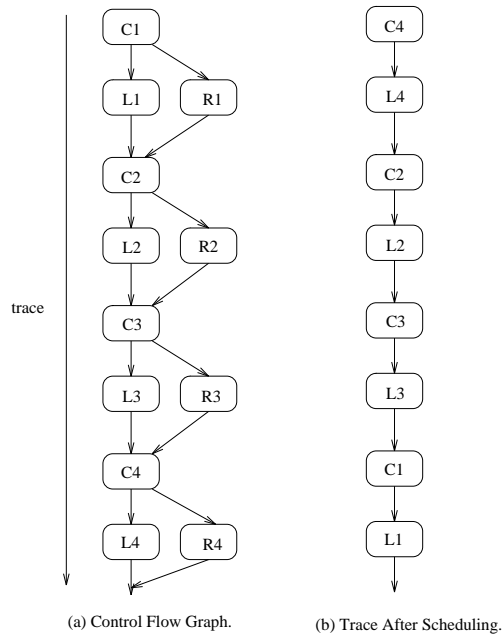 C1
C4
L1
R1
L4
C2
C2
L2
R2
L2
trace
C3
C3
L3
R3
L3
C4
C1
L4
R4
L1
(a) Control Flow Graph.
(b) Trace After Scheduling.